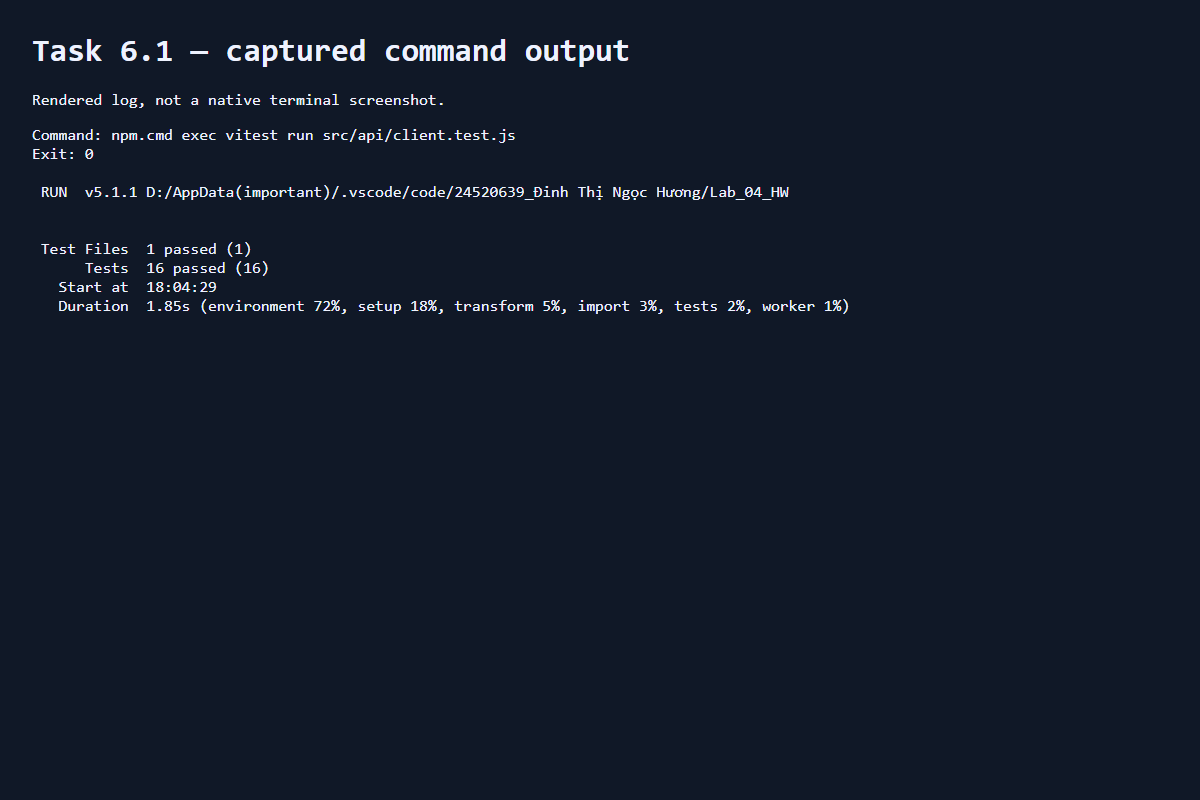 Task 6.1 — captured command output
Rendered log, not a native terminal screenshot.
Command: npm.cmd exec vitest run src/api/client.test.js
Exit: 0
RUN  v5.1.1 D:/AppData(important)/.vscode/code/24520639_Đinh Thị Ngọc Hương/Lab_04_HW
Test Files  1 passed (1)
Tests  16 passed (16)
Start at  18:04:29
Duration  1.85s (environment 72%, setup 18%, transform 5%, import 3%, tests 2%, worker 1%)